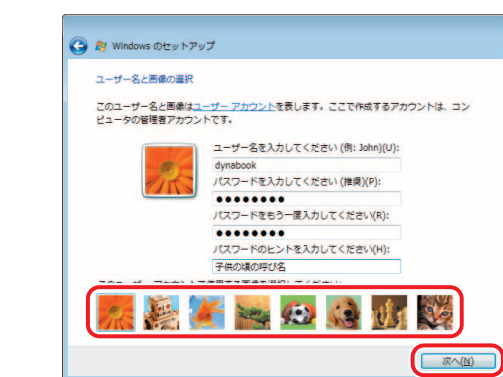 Windows のセットアップ
ユーザー名と画像の選択
このユーザー名と画像はユーザー アカウントを表します。ここで作成するアカウントは、コン
ピュータの管理者アカウントです。
ユーザー名を入力してください (例: John)(U):
dynabook
パスワードを入力してください (推奨)(P):
●●●●●●●●
パスワードをもう一度入力してください(R):
●●●●●●●●
パスワードのヒントを入力してください(H):
子供の頃の呼び名
次へ(N)